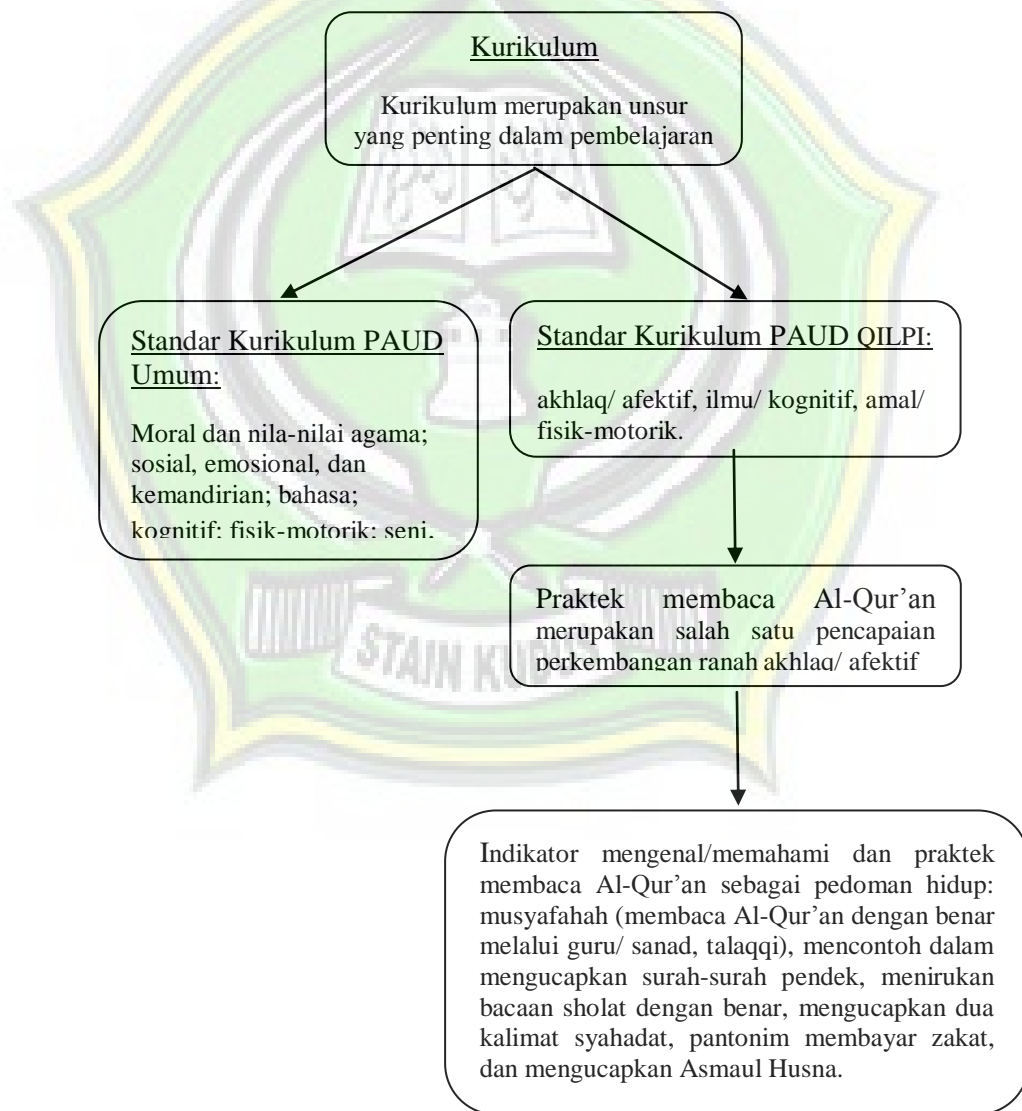 Kurikulum
Kurikulum merupakan unsur
yang penting dalam pembelajaran
Standar Kurikulum PAUD
Umum:
Moral dan nila-nilai agama;
sosial, emosional, dan
kemandirian; bahasa;
kognitif; fisik-motorik; seni.
Standar Kurikulum PAUD QILPI:
akhlaq/ afektif, ilmu/ kognitif, amal/
fisik-motorik.
Praktek membaca Al-Qur’an
merupakan salah satu pencapaian
perkembangan ranah akhlaq/ afektif
STAIN KUDUS
Indikator mengenal/memahami dan praktek
membaca Al-Qur’an sebagai pedoman hidup:
musyafahah (membaca Al-Qur’an dengan benar
melalui guru/ sanad, talaqqi), mencontoh dalam
mengucapkan surah-surah pendek, menirukan
bacaan sholat dengan benar, mengucapkan dua
kalimat syahadat, pantonim membayar zakat,
dan mengucapkan Asmaul Husna.